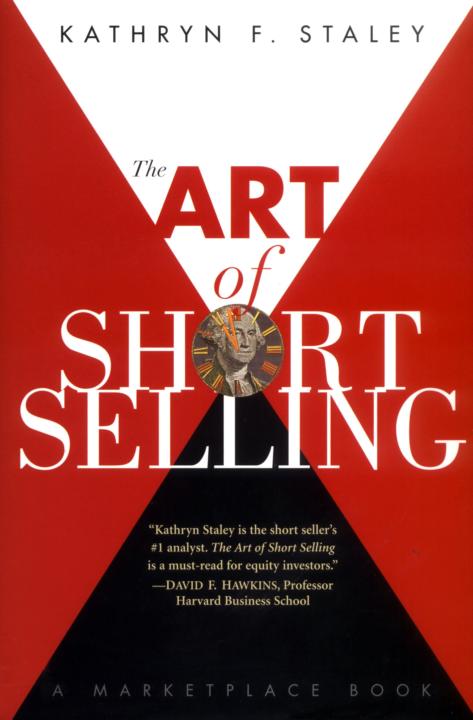 KATHRYN F. STALEY
The
ART
of
SHORT
SELLING
“Kathryn Staley is the short seller’s
#1 analyst. The Art of Short Selling
is a must-read for equity investors.”
—DAVID F. HAWKINS, Professor
Harvard Business School
A MARKETPLACE BOOK